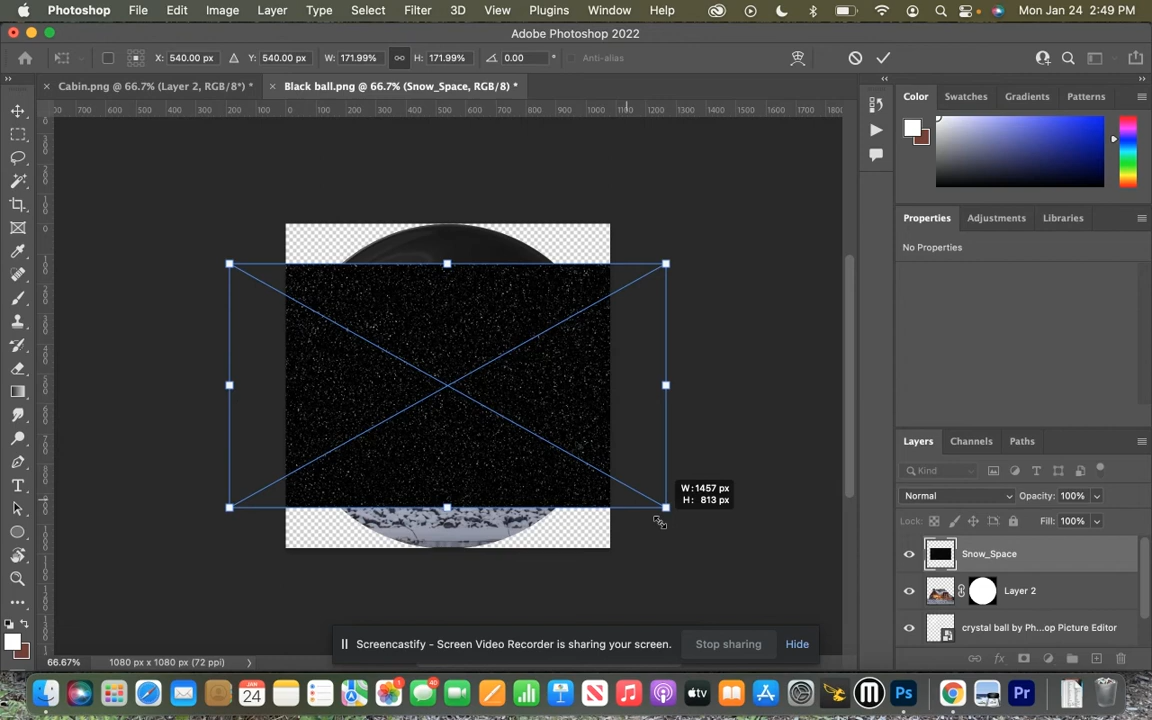 Photoshop File Edit Image Layer Type Select Filter 3D View Plugins Window Help Mon Jan 24 2:49 PM
Adobe Photoshop 2022
X: 540.00 px Y: 540.00 px W: 171.99% H: 171.99% 0.00 ° Anti-alias
Cabin.png @ 66.7% (Layer 2, RGB/8*) *
Black ball.png @ 66.7% (Snow_Space, RGB/8) *
Color Swatches Gradients Patterns
Properties Adjustments Libraries
No Properties
W: 1457 px
H: 813 px
Layers Channels Paths
Kind
Normal Opacity: 100%
Lock: Fill: 100%
Snow_Space
Layer 2
crystal ball by Ph...op Picture Editor
Screencastify - Screen Video Recorder is sharing your screen. Stop sharing Hide
66.67% 1080 px x 1080 px (72 ppi)